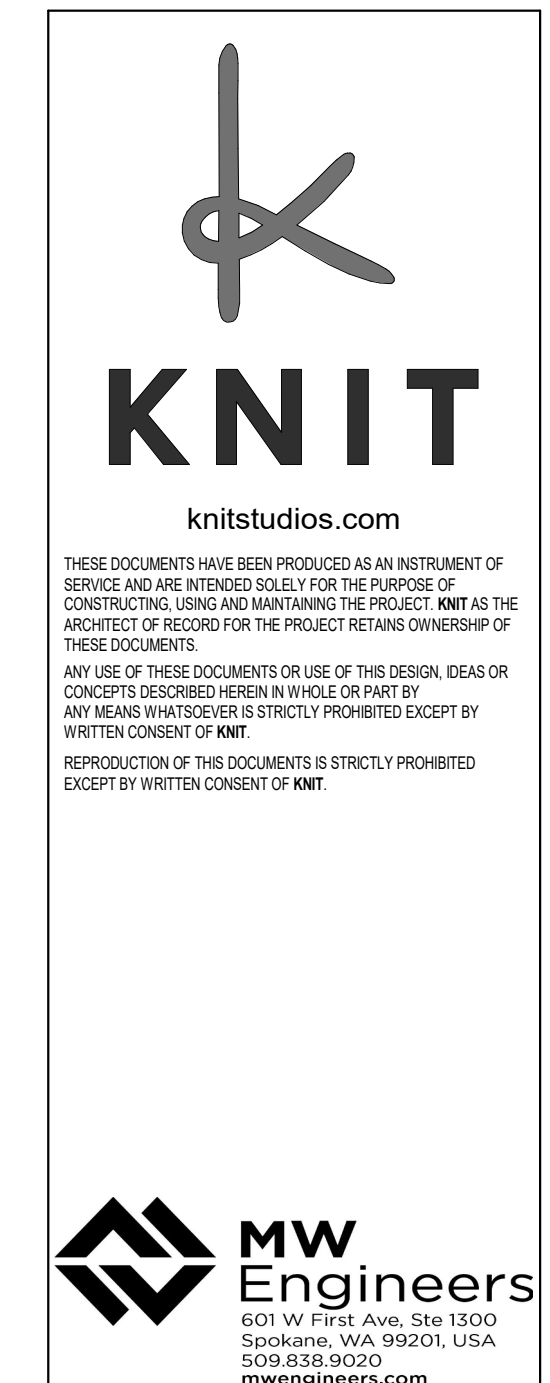 KNIT
knitstudios.com
THESE DOCUMENTS HAVE BEEN PRODUCED AS AN INSTRUMENT OF
SERVICE AND ARE INTENDED SOLELY FOR THE PURPOSE OF
CONSTRUCTING, USING AND MAINTAINING THE PROJECT. KNIT AS THE
ARCHITECT OF RECORD FOR THE PROJECT RETAINS OWNERSHIP OF
THESE DOCUMENTS.
ANY USE OF THESE DOCUMENTS OR USE OF THIS DESIGN, IDEAS OR
CONCEPTS DESCRIBED HEREIN IN WHOLE OR PART BY
ANY MEANS WHATSOEVER IS STRICTLY PROHIBITED EXCEPT BY
WRITTEN CONSENT OF KNIT.
REPRODUCTION OF THIS DOCUMENTS IS STRICTLY PROHIBITED
EXCEPT BY WRITTEN CONSENT OF KNIT.
MW
Engineers
601 W First Ave, Ste 1300
Spokane, WA 99201, USA
509.838.9020
mwengineers.com